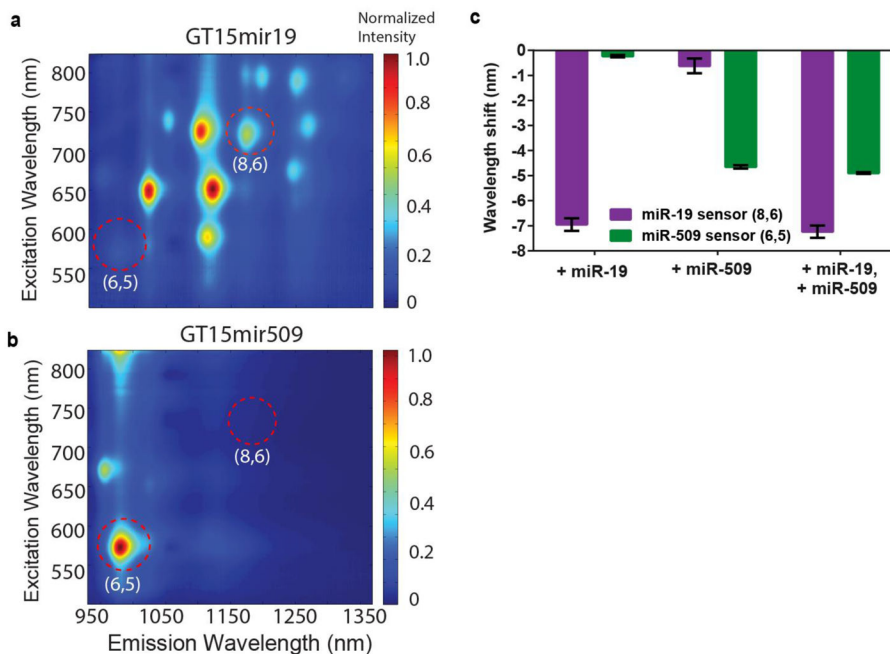 a
GT15mir19
Normalized
Intensity
Excitation Wavelength (nm)
800
750
700
650
600
550
(8,6)
(6,5)
1.0
0.8
0.6
0.4
0.2
0
b
GT15mir509
Excitation Wavelength (nm)
800
750
700
650
600
550
(8,6)
(6,5)
1.0
0.8
0.6
0.4
0.2
0
950 1050 1150 1250 1350
Emission Wavelength (nm)
c
Wavelength shift (nm)
0
-1
-2
-3
-4
-5
-6
-7
-8
miR-19 sensor (8,6)
miR-509 sensor (6,5)
+ miR-19
+ miR-509
+ miR-19,
+ miR-509